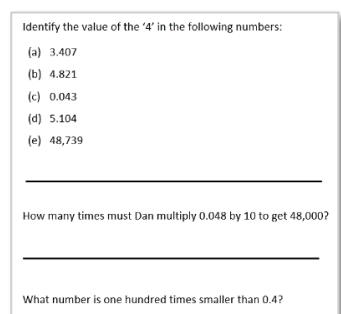 Identify the value of the ‘4’ in the following numbers:
(a) 3.407
(b) 4.821
(c) 0.043
(d) 5.104
(e) 48,739
How many times must Dan multiply 0.048 by 10 to get 48,000?
What number is one hundred times smaller than 0.4?